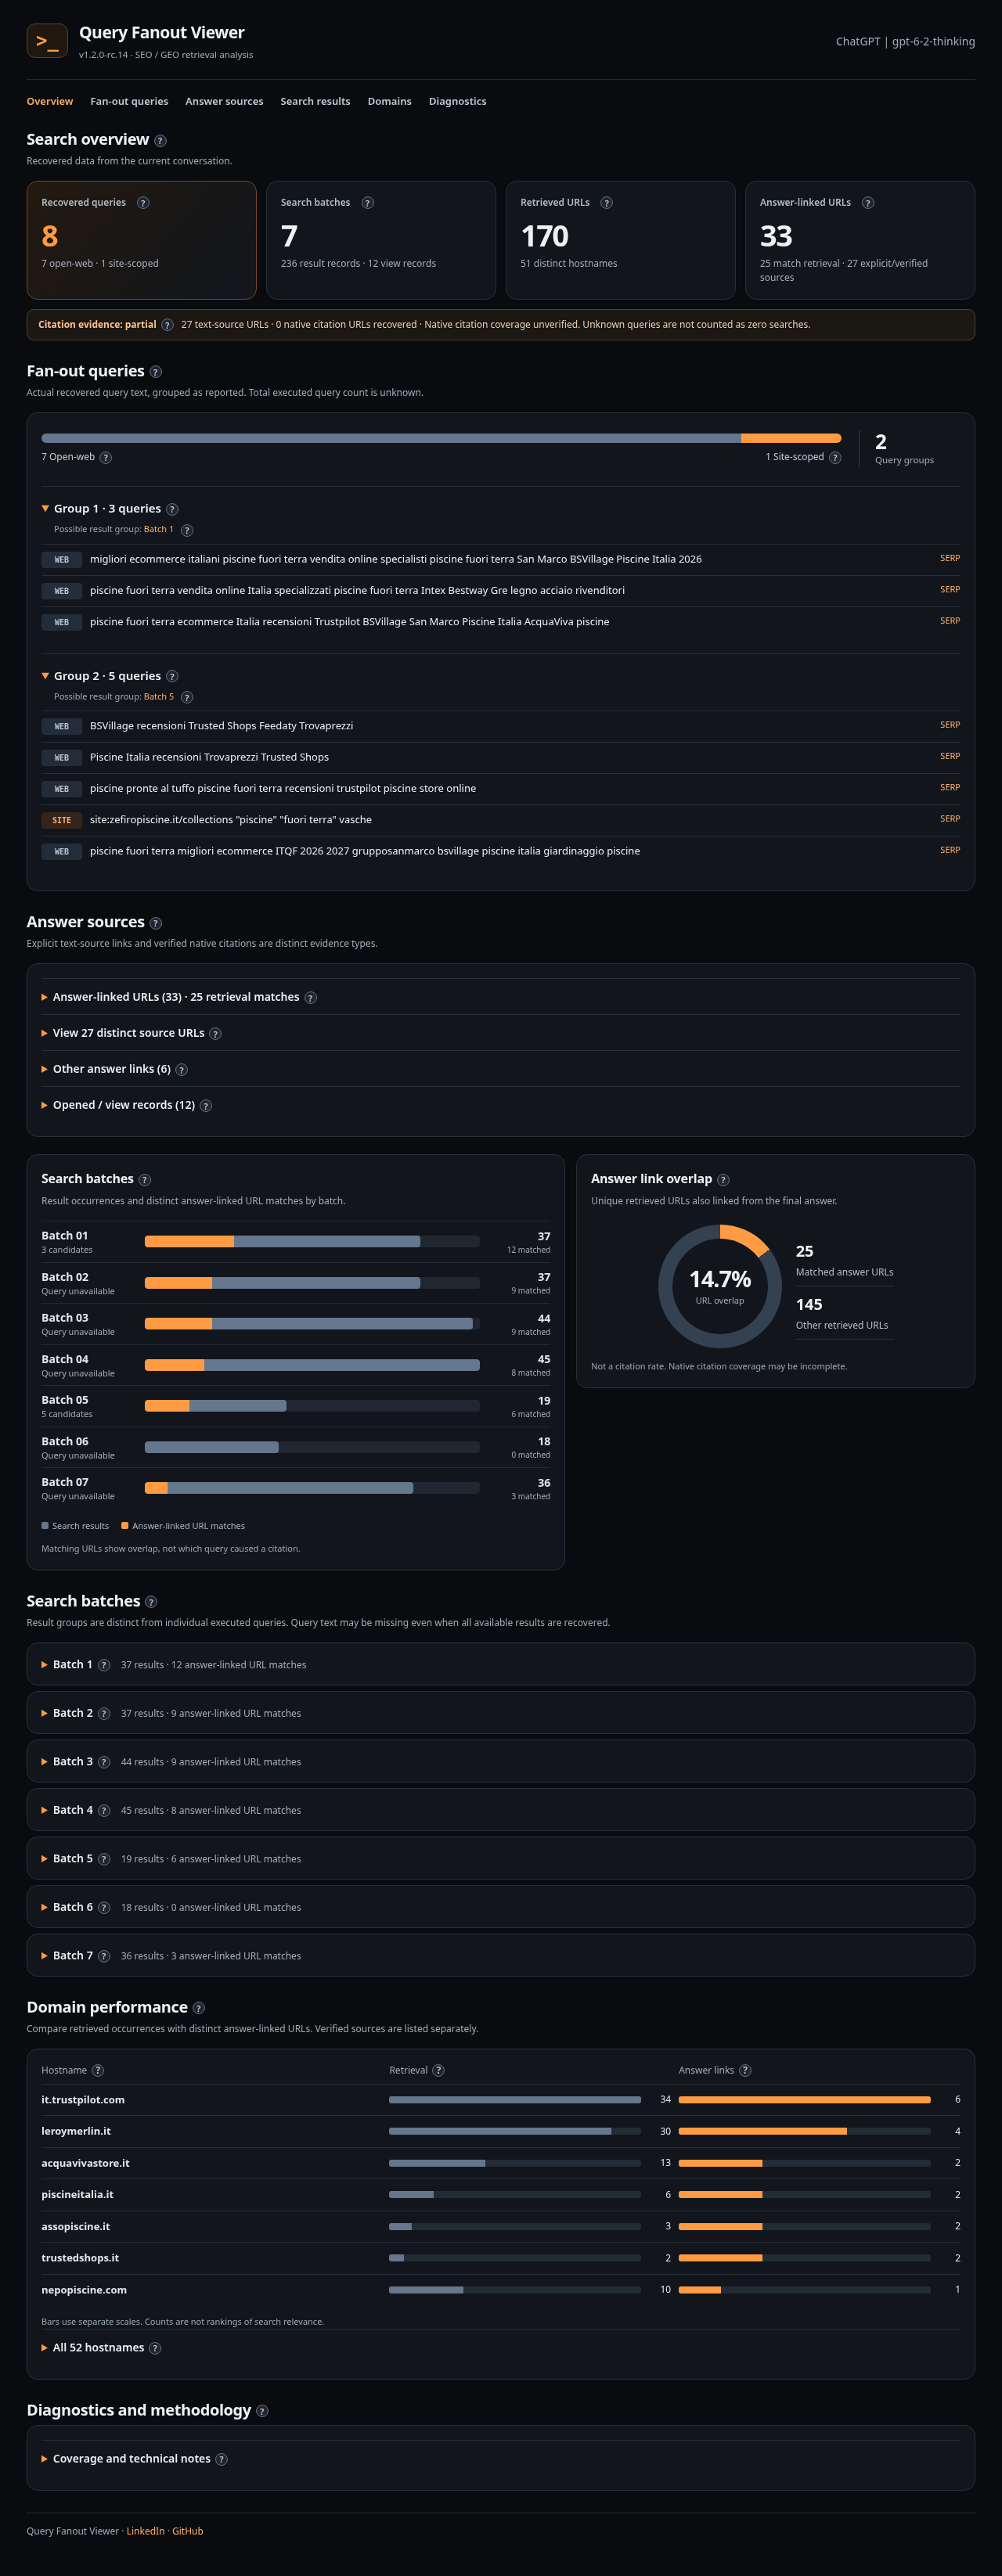 >_
Query Fanout Viewer
v1.2.0-rc.14 · SEO / GEO retrieval analysis
ChatGPT | gpt-6-2-thinking
Overview Fan-out queries Answer sources Search results Domains Diagnostics
Search overview ?
Recovered data from the current conversation.
Recovered queries ?
8
7 open-web · 1 site-scoped
Search batches ?
7
236 result records · 12 view records
Retrieved URLs ?
170
51 distinct hostnames
Answer-linked URLs ?
33
25 match retrieval · 27 explicit/verified
sources
Citation evidence: partial ? 27 text-source URLs · 0 native citation URLs recovered · Native citation coverage unverified. Unknown queries are not counted as zero searches.
Fan-out queries ?
Actual recovered query text, grouped as reported. Total executed query count is unknown.
7 Open-web ?
1 Site-scoped ?
2
Query groups
Group 1 · 3 queries ?
Possible result group: Batch 1 ?
WEB migliori ecommerce italiani piscine fuori terra vendita online specialisti piscine fuori terra San Marco BSVillage Piscine Italia 2026 SERP
WEB piscine fuori terra vendita online Italia specializzati piscine fuori terra Intex Bestway Gre legno acciaio rivenditori SERP
WEB piscine fuori terra ecommerce Italia recensioni Trustpilot BSVillage San Marco Piscine Italia AcquaViva piscine SERP
Group 2 · 5 queries ?
Possible result group: Batch 5 ?
WEB BSVillage recensioni Trusted Shops Feedaty Trovaprezzi SERP
WEB Piscine Italia recensioni Trovaprezzi Trusted Shops SERP
WEB piscine pronte al tuffo piscine fuori terra recensioni trustpilot piscine store online SERP
SITE site:zefiropiscine.it/collections "piscine" "fuori terra" vasche SERP
WEB piscine fuori terra migliori ecommerce ITQF 2026 2027 grupposanmarco bsvillage piscine italia giardinaggio piscine SERP
Answer sources ?
Explicit text-source links and verified native citations are distinct evidence types.
Answer-linked URLs (33) · 25 retrieval matches ?
View 27 distinct source URLs ?
Other answer links (6) ?
Opened / view records (12) ?
Search batches ?
Result occurrences and distinct answer-linked URL matches by batch.
Batch 01 37
3 candidates 12 matched
Batch 02 37
Query unavailable 9 matched
Batch 03 44
Query unavailable 9 matched
Batch 04 45
Query unavailable 8 matched
Batch 05 19
5 candidates 6 matched
Batch 06 18
Query unavailable 0 matched
Batch 07 36
Query unavailable 3 matched
Search results Answer-linked URL matches
Matching URLs show overlap, not which query caused a citation.
Answer link overlap ?
Unique retrieved URLs also linked from the final answer.
14.7%
URL overlap
25
Matched answer URLs
145
Other retrieved URLs
Not a citation rate. Native citation coverage may be incomplete.
Search batches ?
Result groups are distinct from individual executed queries. Query text may be missing even when all available results are recovered.
Batch 1 ? 37 results · 12 answer-linked URL matches
Batch 2 ? 37 results · 9 answer-linked URL matches
Batch 3 ? 44 results · 9 answer-linked URL matches
Batch 4 ? 45 results · 8 answer-linked URL matches
Batch 5 ? 19 results · 6 answer-linked URL matches
Batch 6 ? 18 results · 0 answer-linked URL matches
Batch 7 ? 36 results · 3 answer-linked URL matches
Domain performance ?
Compare retrieved occurrences with distinct answer-linked URLs. Verified sources are listed separately.
Hostname ? Retrieval ? Answer links ?
it.trustpilot.com 34 6
leroymerlin.it 30 4
acquavivastore.it 13 2
piscineitalia.it 6 2
assopiscine.it 3 2
trustedshops.it 2 2
nepopiscine.com 10 1
Bars use separate scales. Counts are not rankings of search relevance.
All 52 hostnames ?
Diagnostics and methodology ?
Coverage and technical notes ?
Query Fanout Viewer · LinkedIn · GitHub